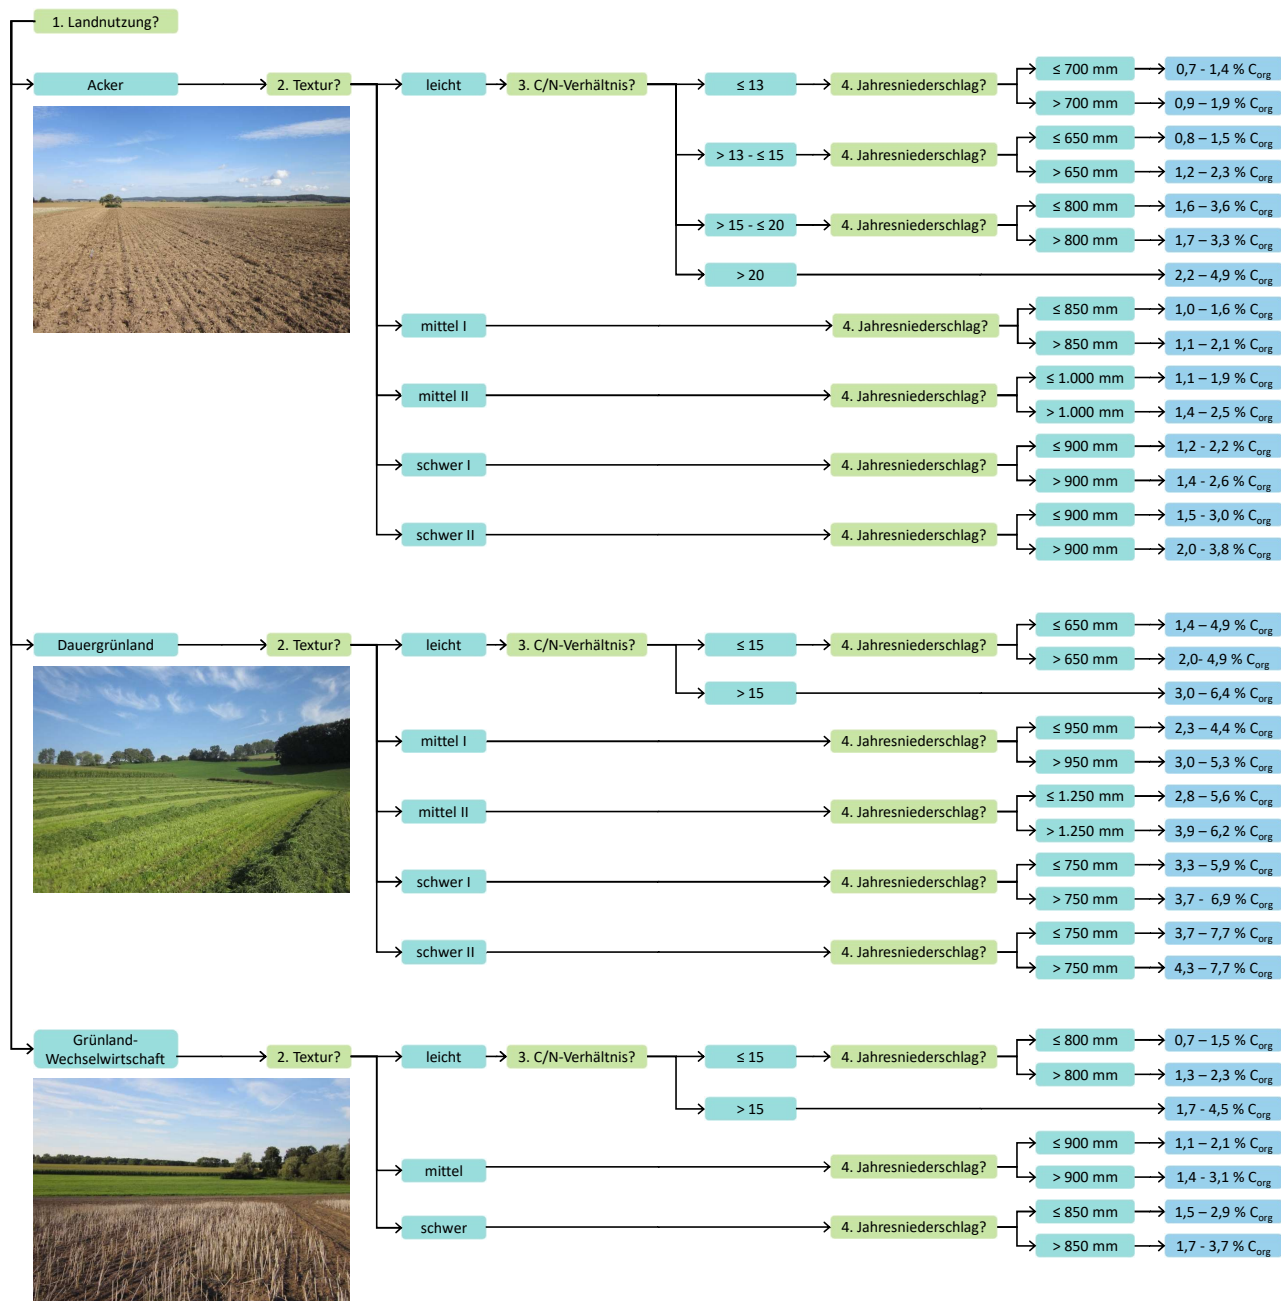 1. Landnutzung?
Acker
2. Textur?
leicht
3. C/N-Verhältnis?
≤ 13
4. Jahresniederschlag?
≤ 700 mm
0,7 - 1,4 % Corg
> 700 mm
0,9 – 1,9 % Corg
> 13 - ≤ 15
4. Jahresniederschlag?
≤ 650 mm
0,8 – 1,5 % Corg
> 650 mm
1,2 – 2,3 % Corg
> 15 - ≤ 20
4. Jahresniederschlag?
≤ 800 mm
1,6 – 3,6 % Corg
> 800 mm
1,7 – 3,3 % Corg
> 20
2,2 – 4,9 % Corg
mittel I
4. Jahresniederschlag?
≤ 850 mm
1,0 – 1,6 % Corg
> 850 mm
1,1 – 2,1 % Corg
mittel II
4. Jahresniederschlag?
≤ 1.000 mm
1,1 – 1,9 % Corg
> 1.000 mm
1,4 – 2,5 % Corg
schwer I
4. Jahresniederschlag?
≤ 900 mm
1,2 - 2,2 % Corg
> 900 mm
1,4 - 2,6 % Corg
schwer II
4. Jahresniederschlag?
≤ 900 mm
1,5 - 3,0 % Corg
> 900 mm
2,0 - 3,8 % Corg
Dauergrünland
2. Textur?
leicht
3. C/N-Verhältnis?
≤ 15
4. Jahresniederschlag?
≤ 650 mm
1,4 – 4,9 % Corg
> 650 mm
2,0- 4,9 % Corg
> 15
3,0 – 6,4 % Corg
mittel I
4. Jahresniederschlag?
≤ 950 mm
2,3 – 4,4 % Corg
> 950 mm
3,0 – 5,3 % Corg
mittel II
4. Jahresniederschlag?
≤ 1.250 mm
2,8 – 5,6 % Corg
> 1.250 mm
3,9 – 6,2 % Corg
schwer I
4. Jahresniederschlag?
≤ 750 mm
3,3 – 5,9 % Corg
> 750 mm
3,7 - 6,9 % Corg
schwer II
4. Jahresniederschlag?
≤ 750 mm
3,7 – 7,7 % Corg
> 750 mm
4,3 – 7,7 % Corg
Grünland-
Wechselwirtschaft
2. Textur?
leicht
3. C/N-Verhältnis?
≤ 15
4. Jahresniederschlag?
≤ 800 mm
0,7 – 1,5 % Corg
> 800 mm
1,3 – 2,3 % Corg
> 15
1,7 - 4,5 % Corg
mittel
4. Jahresniederschlag?
≤ 900 mm
1,1 – 2,1 % Corg
> 900 mm
1,4 - 3,1 % Corg
schwer
4. Jahresniederschlag?
≤ 850 mm
1,5 – 2,9 % Corg
> 850 mm
1,7 - 3,7 % Corg